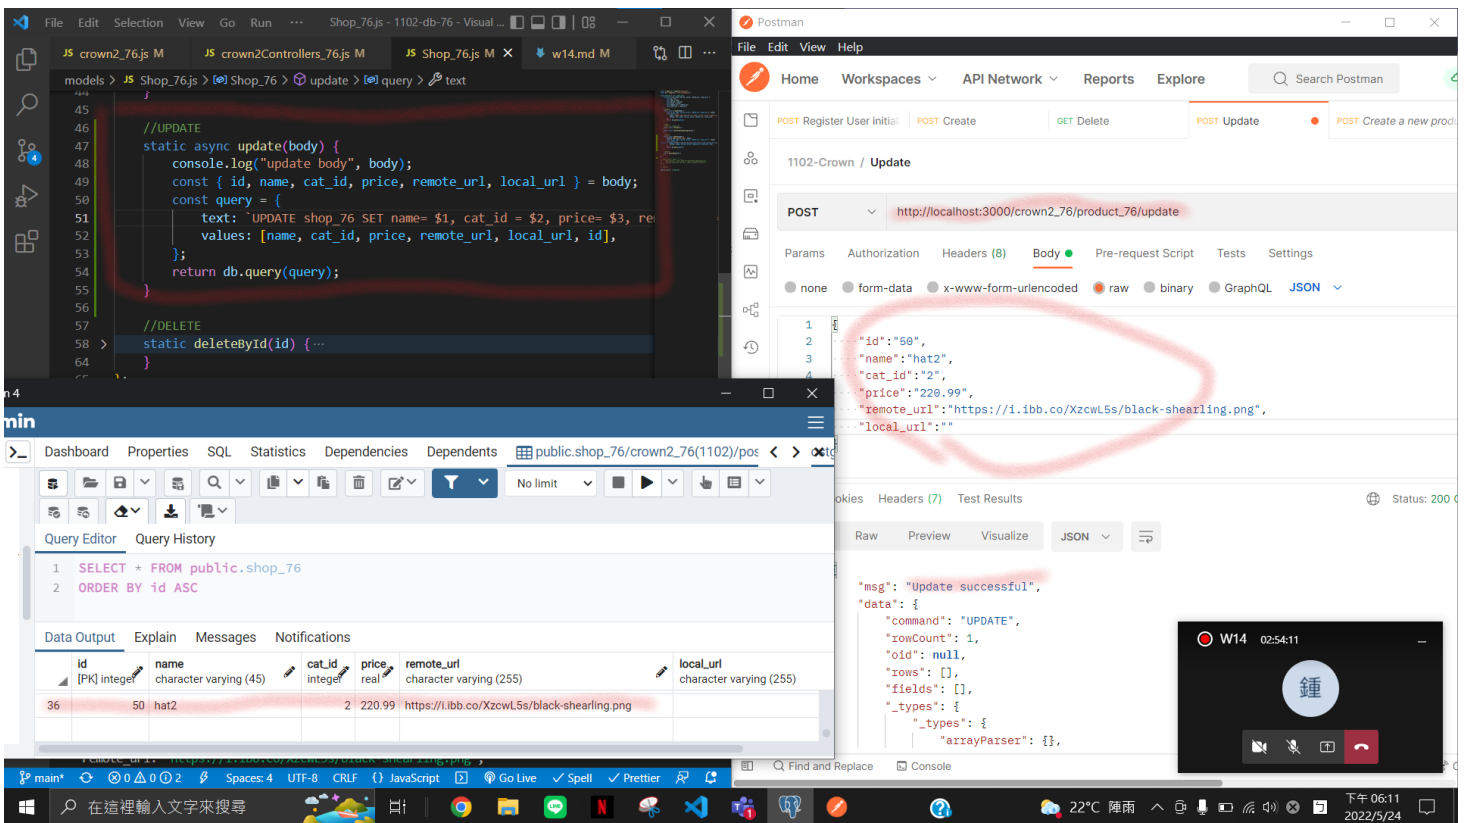 File Edit Selection View Go Run ··· Shop_76.js - 1102-db-76 - Visual ...
JS crown2_76.js M JS crown2Controllers_76.js M JS Shop_76.js M w14.md M ···
models > JS Shop_76.js > Shop_76 > update > query > text
44 }
45
46 //UPDATE
47 static async update(body) {
48 console.log("update body", body);
49 const { id, name, cat_id, price, remote_url, local_url } = body;
50 const query = {
51 text: `UPDATE shop_76 SET name= $1, cat_id = $2, price= $3, re
52 values: [name, cat_id, price, remote_url, local_url, id],
53 };
54 return db.query(query);
55 }
56
57 //DELETE
58 static deleteById(id) { ···
64 }
4
n 4
min
Dashboard Properties SQL Statistics Dependencies Dependents public.shop_76/crown2_76(1102)/pos
No limit
Query Editor Query History
1 SELECT * FROM public.shop_76
2 ORDER BY id ASC
Data Output Explain Messages Notifications
id name cat_id price remote_url local_url
[PK] integer character varying (45) integer real character varying (255) character varying (255)
36 50 hat2 2 220.99 https://i.ibb.co/XzcwL5s/black-shearling.png
main* 0 0 2 Spaces: 4 UTF-8 CRLF {} JavaScript Go Live Spell Prettier
Postman
File Edit View Help
Home Workspaces API Network Reports Explore Search Postman
POST Register User initial POST Create GET Delete POST Update POST Create a new produ
1102-Crown / Update
POST http://localhost:3000/crown2_76/product_76/update
Params Authorization Headers (8) Body Pre-request Script Tests Settings
none form-data x-www-form-urlencoded raw binary GraphQL JSON
1 {
2 "id":"50",
3 "name":"hat2",
4 "cat_id":"2",
"price":"220.99",
"remote_url":"https://i.ibb.co/XzcwL5s/black-shearling.png",
"local_url":""
okies Headers (7) Test Results Status: 200
Raw Preview Visualize JSON
"msg": "Update successful",
"data": {
"command": "UPDATE",
"rowCount": 1,
"oid": null,
"rows": [],
"fields": [],
"_types": {
"_types": {
"arrayParser": {},
Find and Replace Console
W14 02:54:11
鍾
在這裡輸入文字來搜尋
22°C 陣雨
下午 06:11
2022/5/24